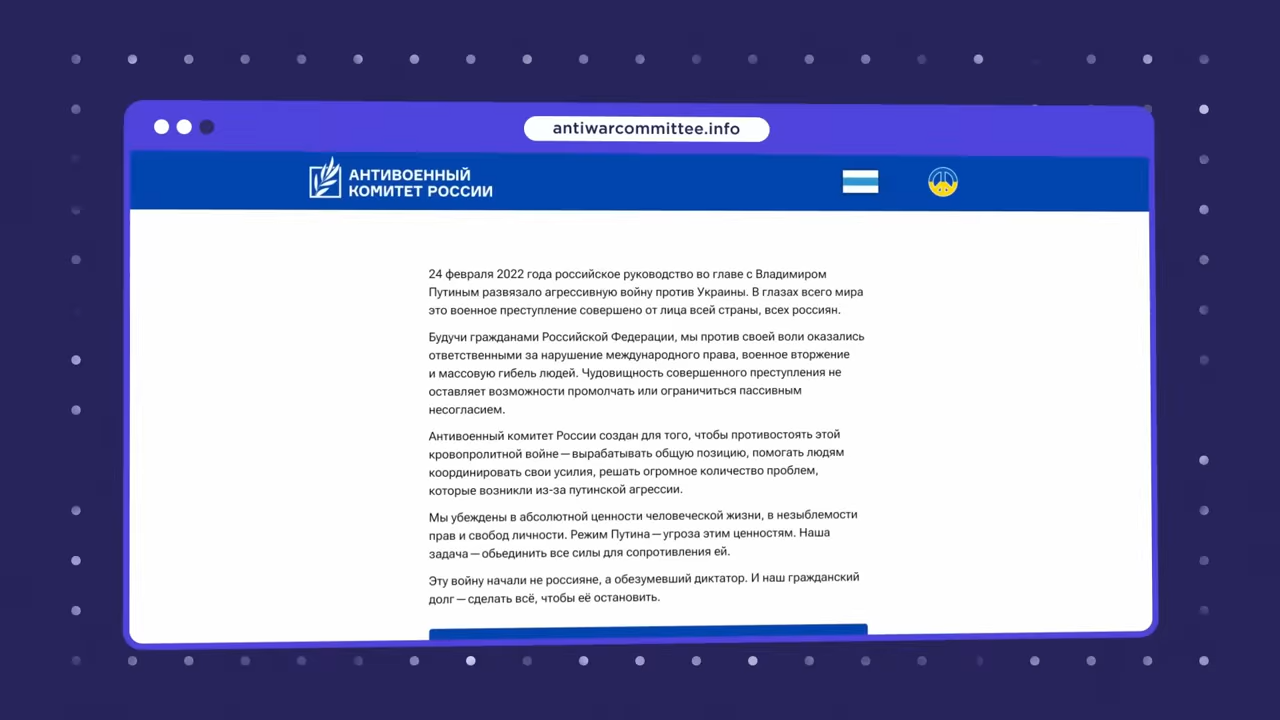 antiwarcommittee.info
АНТИВОЕННЫЙ
КОМИТЕТ РОССИИ
24 февраля 2022 года российское руководство во главе с Владимиром
Путиным развязало агрессивную войну против Украины. В глазах всего мира
это военное преступление совершено от лица всей страны, всех россиян.
Будучи гражданами Российской Федерации, мы против своей воли оказались
ответственными за нарушение международного права, военное вторжение
и массовую гибель людей. Чудовищность совершенного преступления не
оставляет возможности промолчать или ограничиться пассивным
несогласием.
Антивоенный комитет России создан для того, чтобы противостоять этой
кровопролитной войне — вырабатывать общую позицию, помогать людям
координировать свои усилия, решать огромное количество проблем,
которые возникли из-за путинской агрессии.
Мы убеждены в абсолютной ценности человеческой жизни, в незыблемости
прав и свобод личности. Режим Путина — угроза этим ценностям. Наша
задача — объединить все силы для сопротивления ей.
Эту войну начали не россияне, а обезумевший диктатор. И наш гражданский
долг — сделать всё, чтобы её остановить.